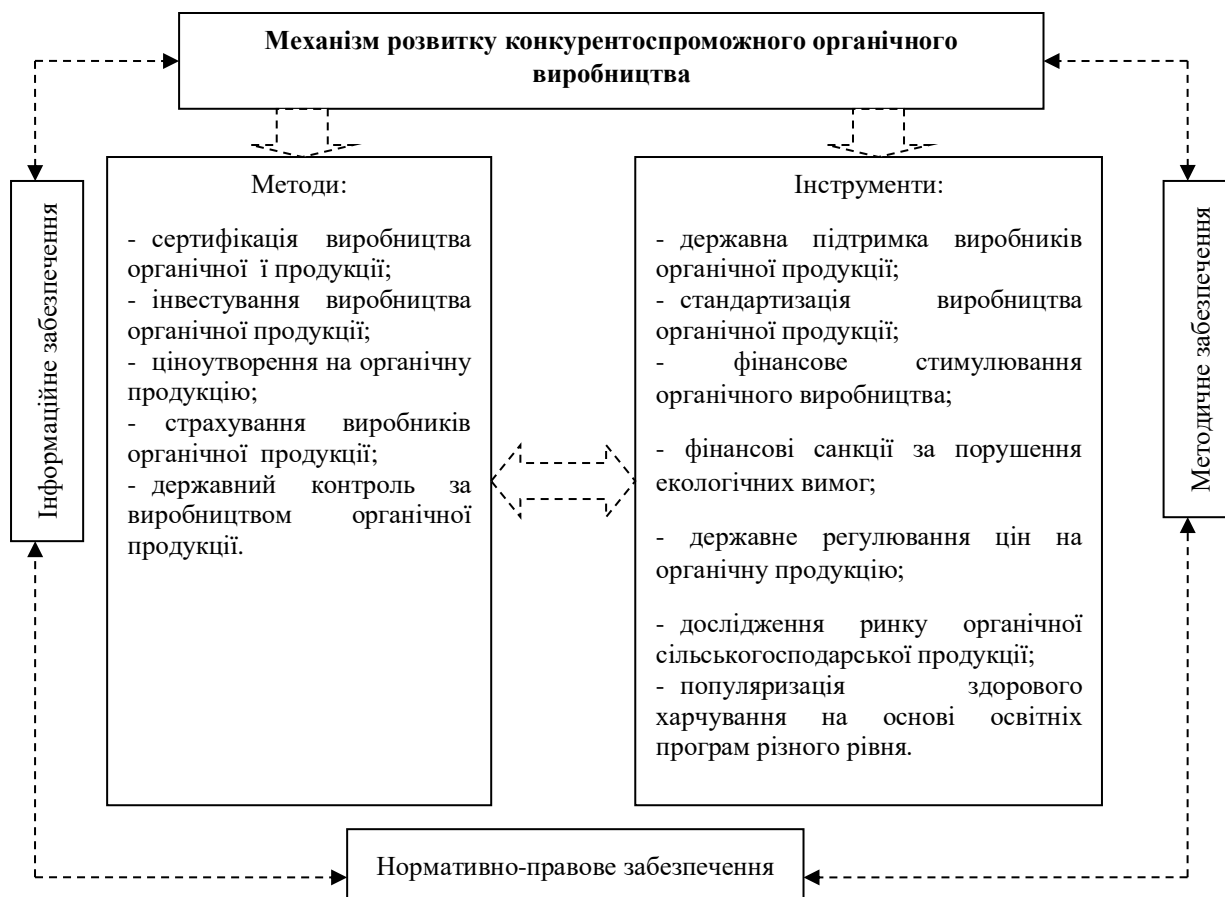 Механізм розвитку конкурентоспроможного органічного
виробництва
Інформаційне забезпечення
Методи:
- сертифікація виробництва
органічної ї продукції;
- інвестування виробництва
органічної продукції;
- ціноутворення на органічну
продукцію;
- страхування виробників
органічної продукції;
- державний контроль за
виробництвом органічної
продукції.
Інструменти:
- державна підтримка виробників
органічної продукції;
- стандартизація виробництва
органічної продукції;
- фінансове стимулювання
органічного виробництва;
- фінансові санкції за порушення
екологічних вимог;
- державне регулювання цін на
органічну продукцію;
- дослідження ринку органічної
сільськогосподарської продукції;
- популяризація здорового
харчування на основі освітніх
програм різного рівня.
Методичне забезпечення
Нормативно-правове забезпечення